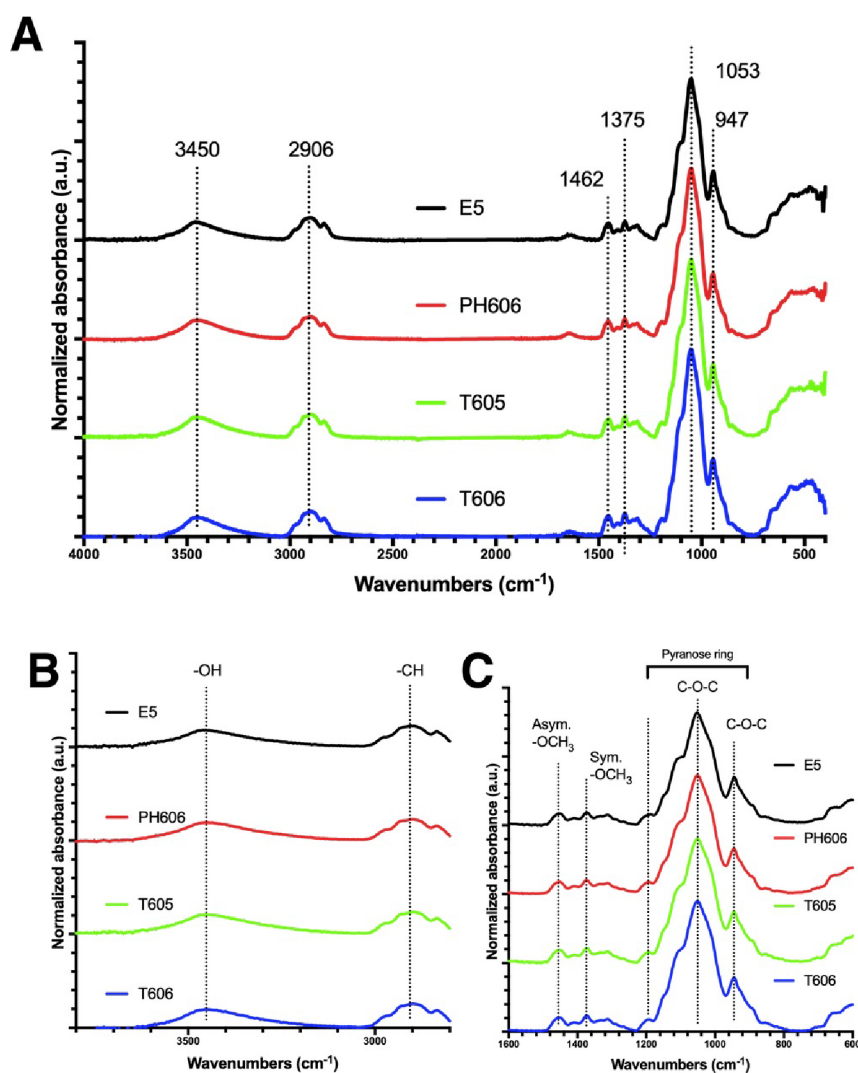 A
1053
1375
947
3450
2906
1462
E5
PH606
T605
T606
Normalized absorbance (a.u.)
4000 3500 3000 2500 2000 1500 1000 500
Wavenumbers (cm⁻¹)
B
-OH
-CH
E5
PH606
T605
T606
Normalized absorbance (a.u.)
3500 3000
Wavenumbers (cm⁻¹)
C
Pyranose ring
C-O-C
Asym.
-OCH₃
Sym.
-OCH₃
C-O-C
E5
PH606
T605
T606
Normalized absorbance (a.u.)
1600 1400 1200 1000 800 600
Wavenumbers (cm⁻¹)